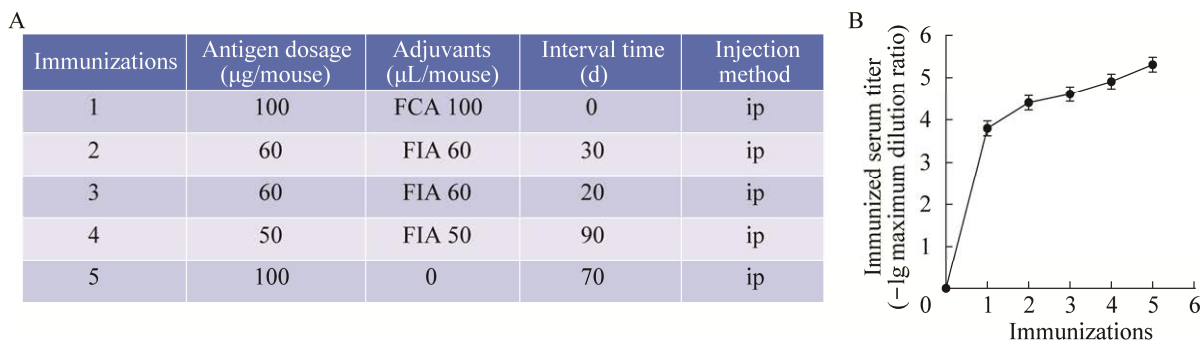 A
Immunizations Antigen dosage (μg/mouse) Adjuvants (μL/mouse) Interval time (d) Injection method
1 100 FCA 100 0 ip
2 60 FIA 60 30 ip
3 60 FIA 60 20 ip
4 50 FIA 50 90 ip
5 100 0 70 ip
B
Immunized serum titer
(−lg maximum dilution ratio)
6
5
4
3
2
1
0 1 2 3 4 5 6
Immunizations